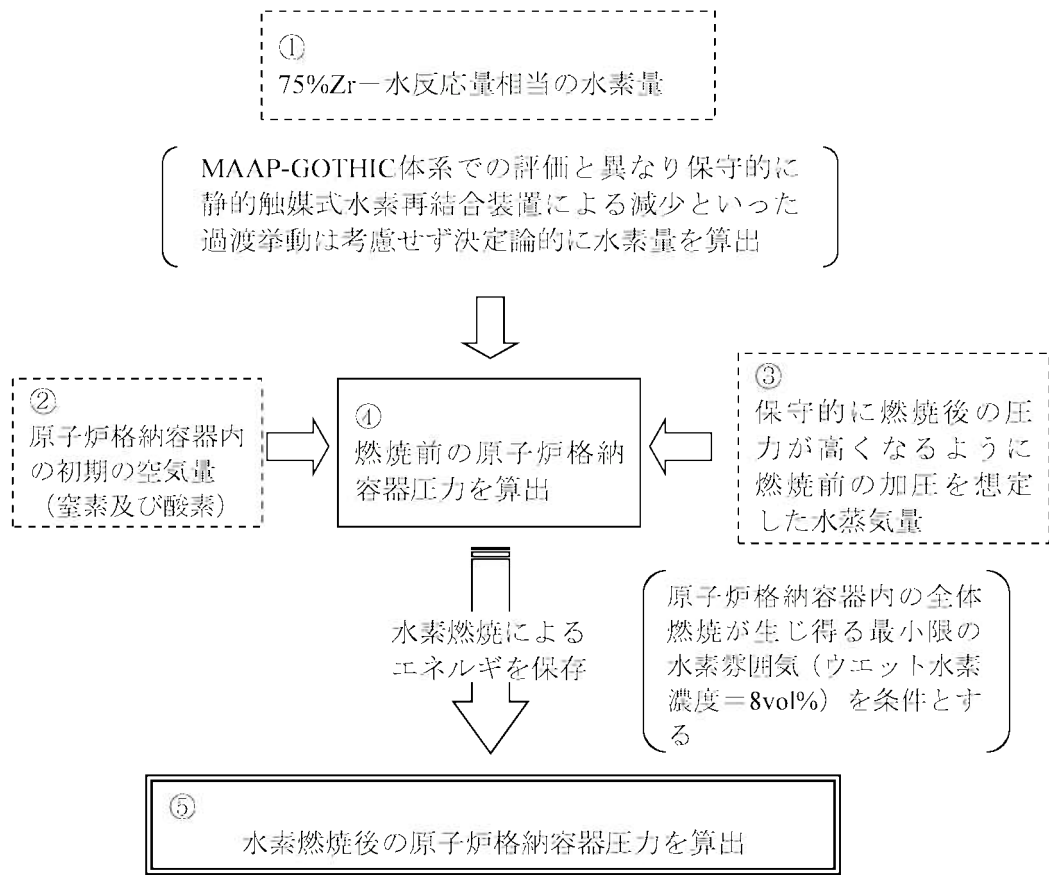 ①
75%Zr－水反応量相当の水素量
MAAP-GOTHIC体系での評価と異なり保守的に
静的触媒式水素再結合装置による減少といった
過渡挙動は考慮せず決定論的に水素量を算出
②
原子炉格納容器内
の初期の空気量
（窒素及び酸素）
④
燃焼前の原子炉格納
容器圧力を算出
③
保守的に燃焼後の圧
力が高くなるように
燃焼前の加圧を想定
した水蒸気量
水素燃焼による
エネルギを保存
原子炉格納容器内の全体
燃焼が生じ得る最小限の
水素雰囲気（ウエット水素
濃度＝8vol%）を条件とす
る
⑤
水素燃焼後の原子炉格納容器圧力を算出